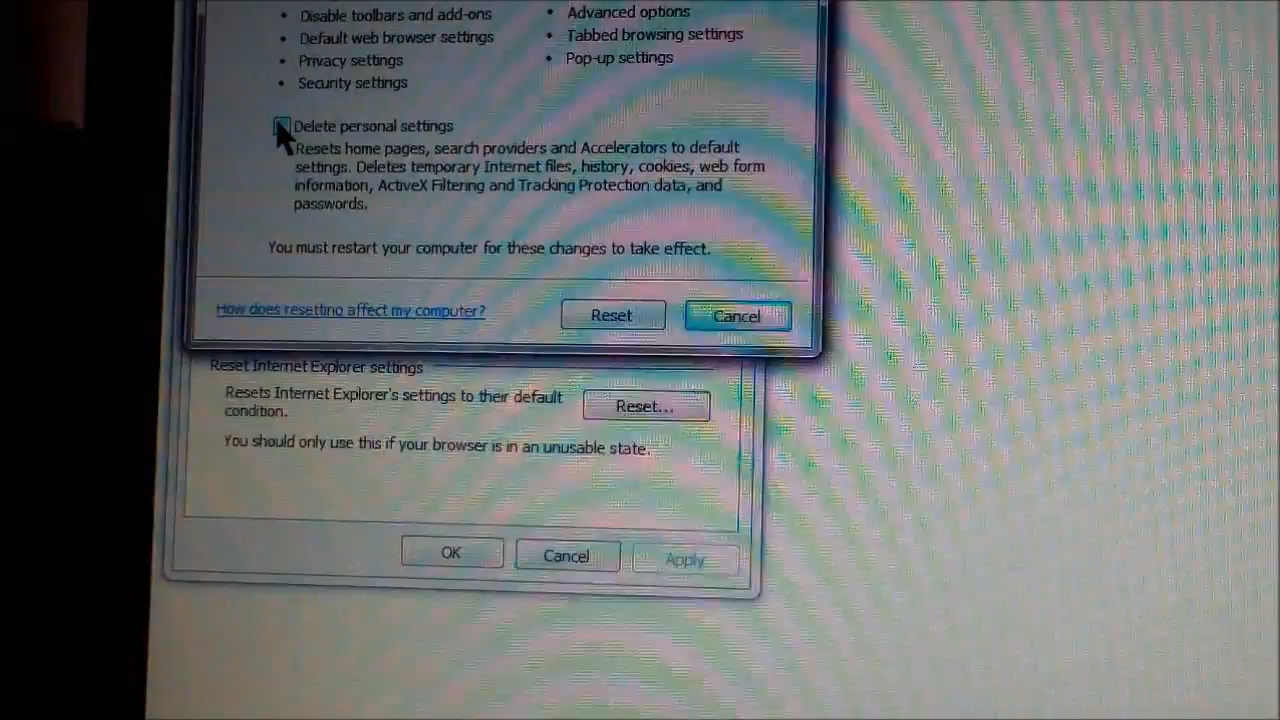 • Disable toolbars and add-ons
• Default web browser settings
• Privacy settings
• Security settings
• Advanced options
• Tabbed browsing settings
• Pop-up settings
Delete personal settings
Resets home pages, search providers and Accelerators to default
settings. Deletes temporary Internet files, history, cookies, web form
information, ActiveX Filtering and Tracking Protection data, and
passwords.
You must restart your computer for these changes to take effect.
How does resetting affect my computer?
Reset
Cancel
Reset Internet Explorer settings
Resets Internet Explorer's settings to their default
condition.
Reset...
You should only use this if your browser is in an unusable state.
OK
Cancel
Apply